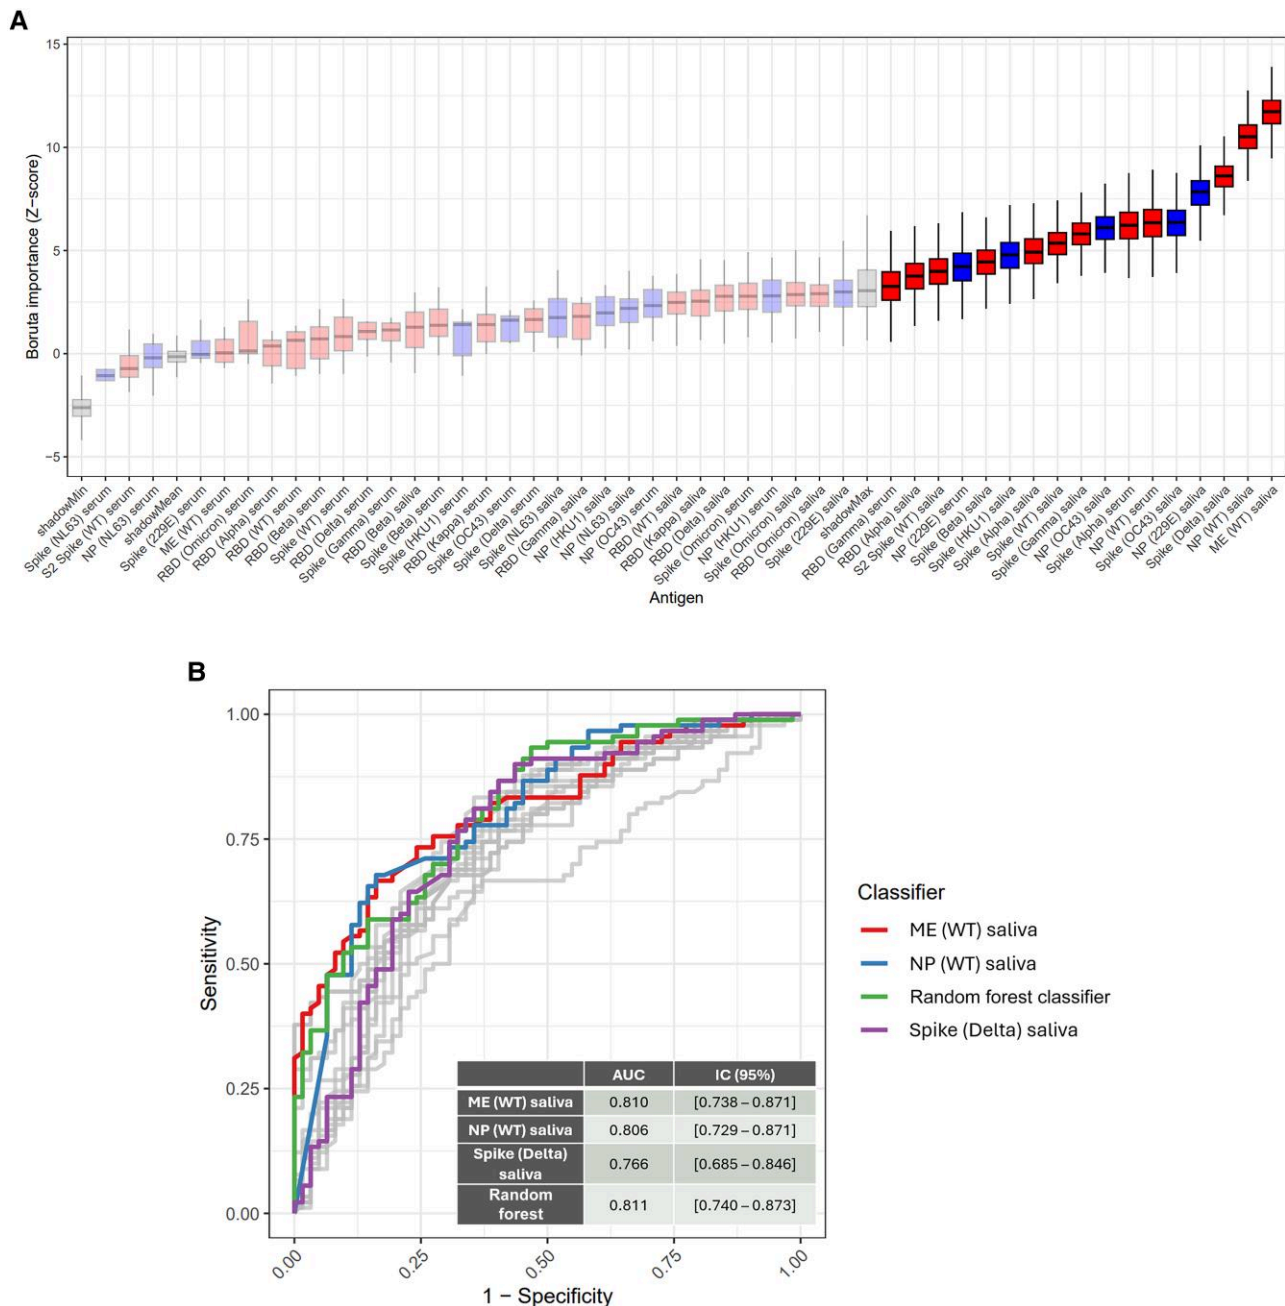 A
15
10
5
0
−5
Boruta importance (Z−score)
shadowMin
Spike (NL63) serum
S2 Spike (WT) serum
NP (NL63) serum
shadowMean
Spike (229E) serum
ME (WT) serum
RBD (Omicron) serum
RBD (Alpha) serum
RBD (WT) serum
RBD (Beta) serum
Spike (WT) serum
RBD (Delta) serum
Spike (Gamma) serum
RBD (Beta) saliva
Spike (Beta) serum
Spike (HKU1) serum
RBD (Kappa) serum
Spike (OC43) serum
Spike (Delta) serum
Spike (NL63) saliva
RBD (Gamma) saliva
NP (HKU1) saliva
NP (NL63) saliva
NP (OC43) serum
RBD (WT) saliva
RBD (Kappa) saliva
RBD (Delta) saliva
Spike (Omicron) serum
NP (HKU1) serum
Spike (Omicron) saliva
RBD (Omicron) saliva
Spike (229E) saliva
shadowMax
RBD (Gamma) serum
RBD (Alpha) saliva
S2 Spike (WT) saliva
NP (229E) serum
Spike (Beta) saliva
Spike (HKU1) saliva
Spike (Alpha) saliva
Spike (WT) saliva
Spike (Gamma) saliva
NP (OC43) saliva
Spike (Alpha) serum
NP (WT) serum
Spike (OC43) saliva
NP (229E) saliva
Spike (Delta) saliva
NP (WT) saliva
ME (WT) saliva
Antigen
B
1.00
0.75
0.50
0.25
0.00
Sensitivity
0.00
0.25
0.50
0.75
1.00
1 − Specificity
AUC IC (95%)
ME (WT) saliva 0.810 [0.738 – 0.871]
NP (WT) saliva 0.806 [0.729 – 0.871]
Spike (Delta)
saliva 0.766 [0.685 – 0.846]
Random
forest 0.811 [0.740 – 0.873]
Classifier
ME (WT) saliva
NP (WT) saliva
Random forest classifier
Spike (Delta) saliva